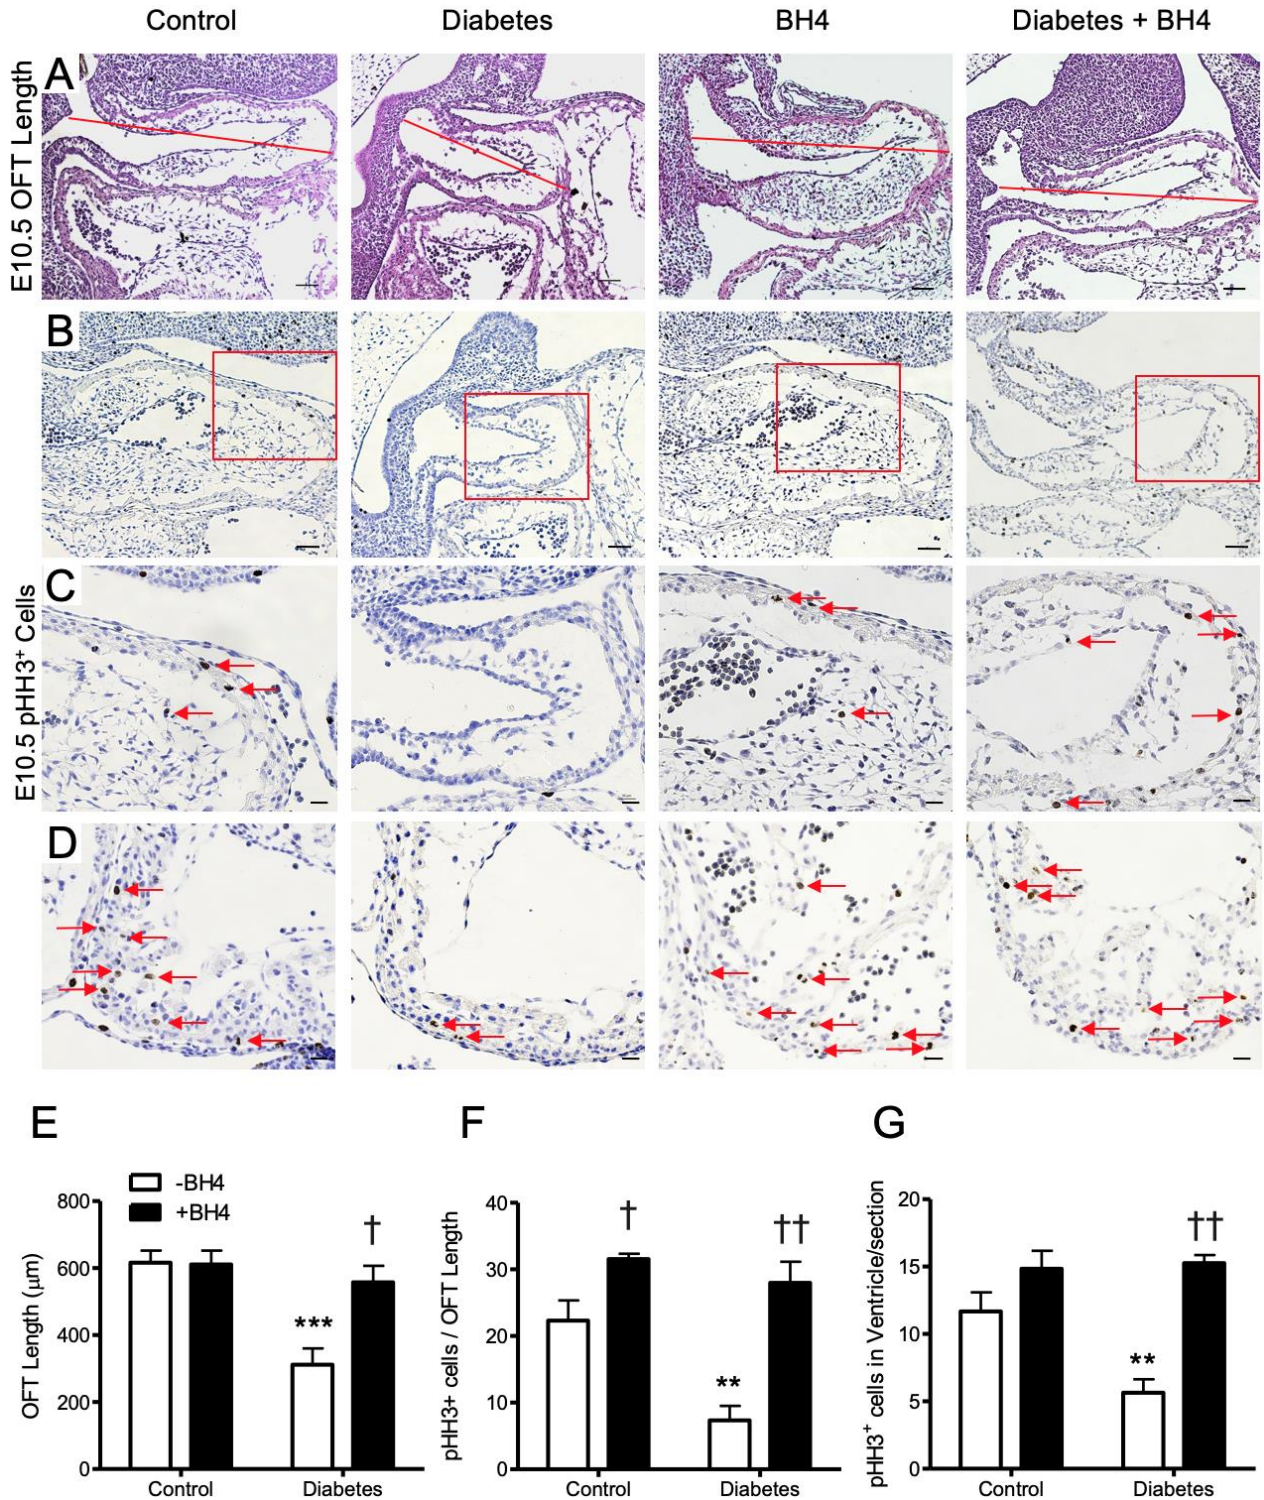 Control Diabetes BH4 Diabetes + BH4
A
E10.5 OFT Length
B
C
E10.5 pHH3⁺ Cells
D
E F G
-BH4
+BH4
OFT Length (µm)
800
600
400
200
0
***
†
Control Diabetes
pHH3+ cells / OFT Length
40
30
20
10
0
†
**
††
Control Diabetes
pHH3⁺ cells in Ventricle/section
20
15
10
5
0
**
††
Control Diabetes